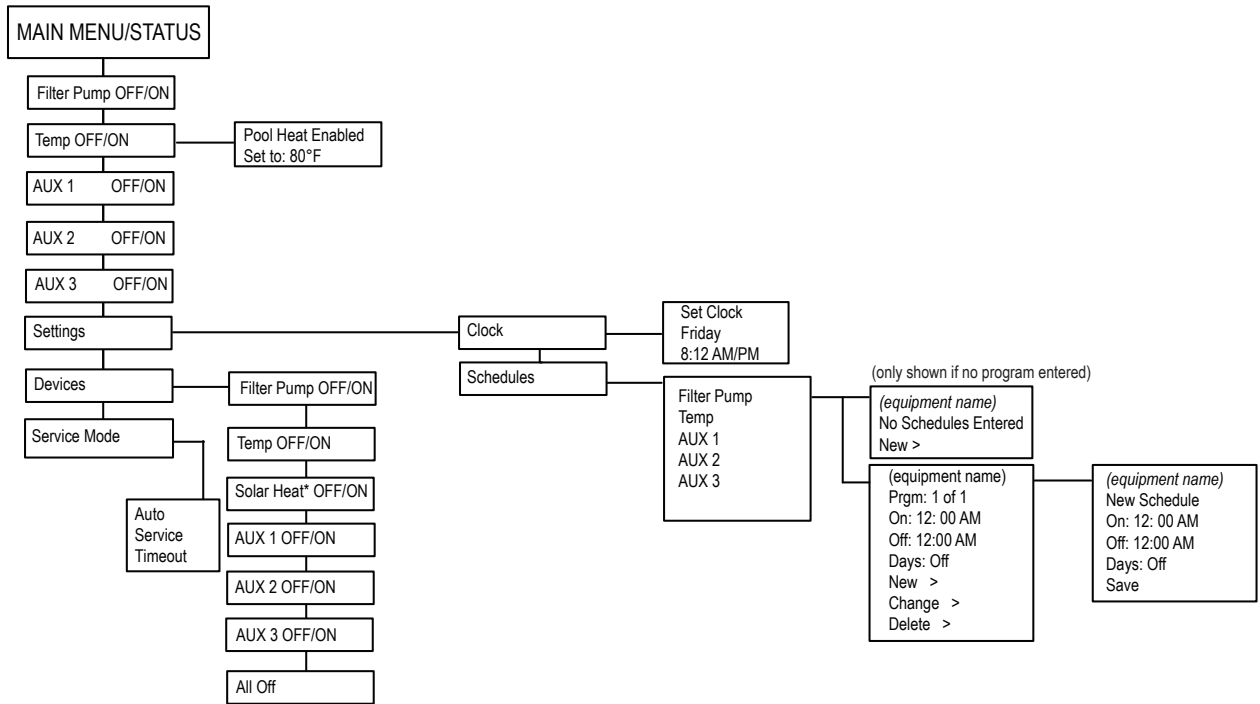 MAIN MENU/STATUS
Filter Pump OFF/ON
Temp OFF/ON
Pool Heat Enabled
Set to: 80°F
AUX 1 OFF/ON
AUX 2 OFF/ON
AUX 3 OFF/ON
Settings
Devices
Service Mode
Auto
Service
Timeout
Filter Pump OFF/ON
Temp OFF/ON
Solar Heat* OFF/ON
AUX 1 OFF/ON
AUX 2 OFF/ON
AUX 3 OFF/ON
All Off
Clock
Set Clock
Friday
8:12 AM/PM
Schedules
Filter Pump
Temp
AUX 1
AUX 2
AUX 3
(only shown if no program entered)
(equipment name)
No Schedules Entered
New >
(equipment name)
Prgm: 1 of 1
On: 12: 00 AM
Off: 12:00 AM
Days: Off
New >
Change >
Delete >
(equipment name)
New Schedule
On: 12: 00 AM
Off: 12:00 AM
Days: Off
Save